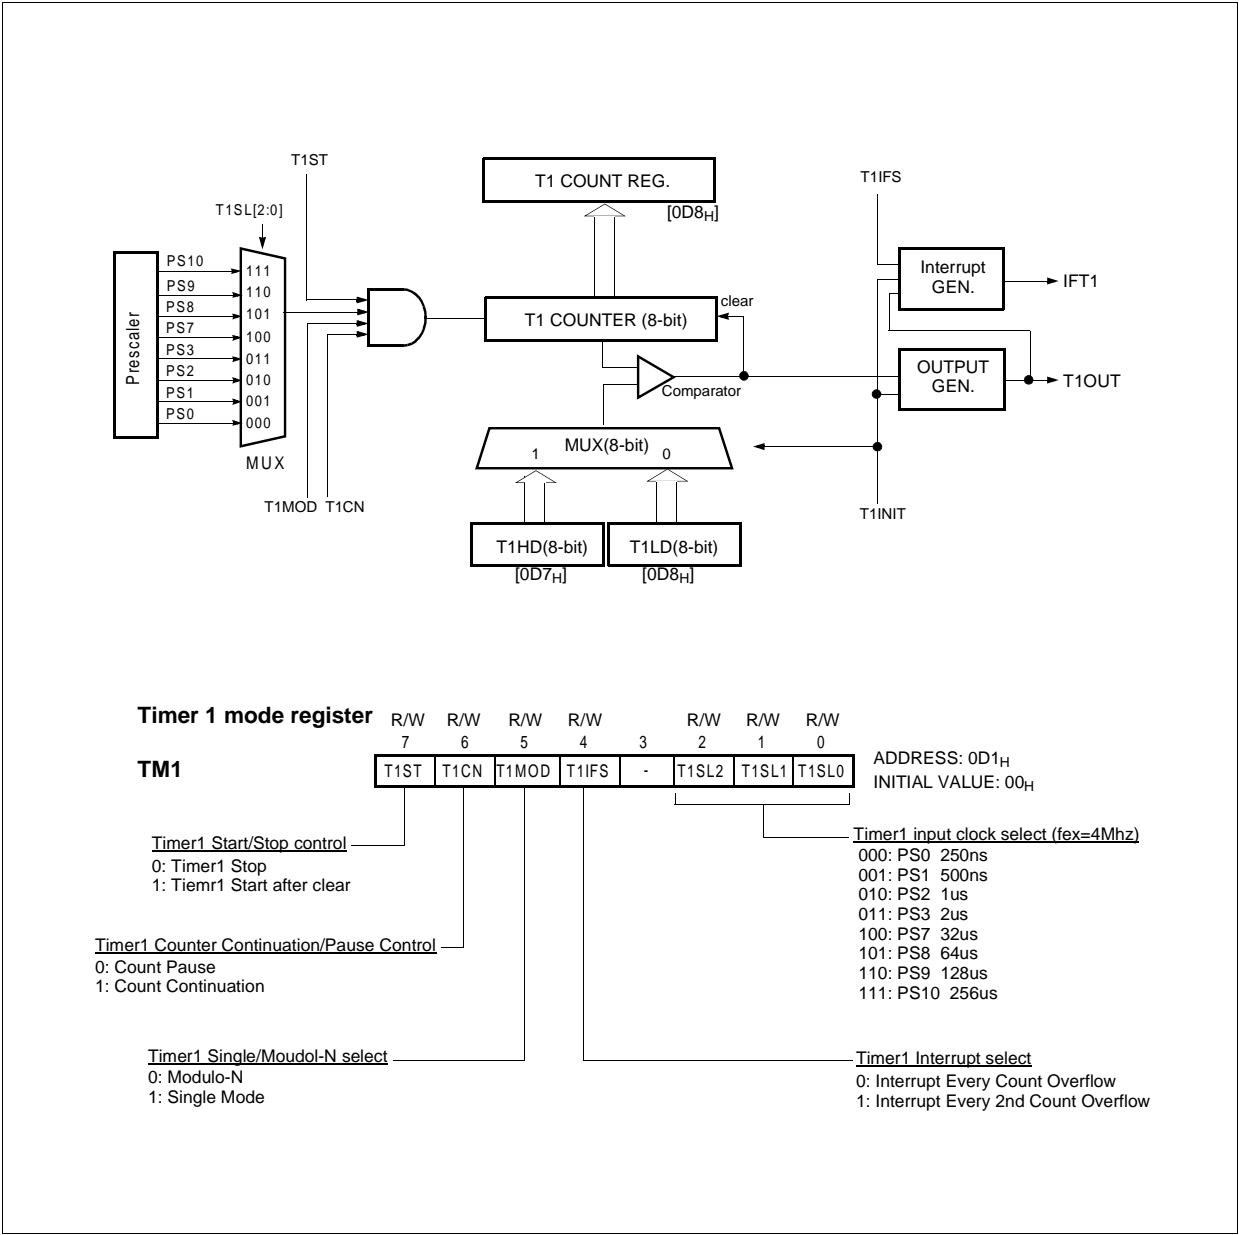 T1ST
T1 COUNT REG.
[0D8H]
T1IFS
T1SL[2:0]
Prescaler
PS10
PS9
PS8
PS7
PS3
PS2
PS1
PS0
111
110
101
100
011
010
001
000
MUX
T1MOD T1CN
T1 COUNTER (8-bit)
clear
Comparator
MUX(8-bit)
1 0
T1HD(8-bit)
[0D7H]
T1LD(8-bit)
[0D8H]
Interrupt
GEN.
IFT1
OUTPUT
GEN.
T1OUT
T1INIT
Timer 1 mode register
R/W R/W R/W R/W R/W R/W R/W
7 6 5 4 3 2 1 0
TM1
T1ST T1CN T1MOD T1IFS - T1SL2 T1SL1 T1SL0
ADDRESS: 0D1H
INITIAL VALUE: 00H
Timer1 Start/Stop control
0: Timer1 Stop
1: Tiemr1 Start after clear
Timer1 input clock select (fex=4Mhz)
000: PS0 250ns
001: PS1 500ns
010: PS2 1us
011: PS3 2us
100: PS7 32us
101: PS8 64us
110: PS9 128us
111: PS10 256us
Timer1 Counter Continuation/Pause Control
0: Count Pause
1: Count Continuation
Timer1 Single/Moudol-N select
0: Modulo-N
1: Single Mode
Timer1 Interrupt select
0: Interrupt Every Count Overflow
1: Interrupt Every 2nd Count Overflow